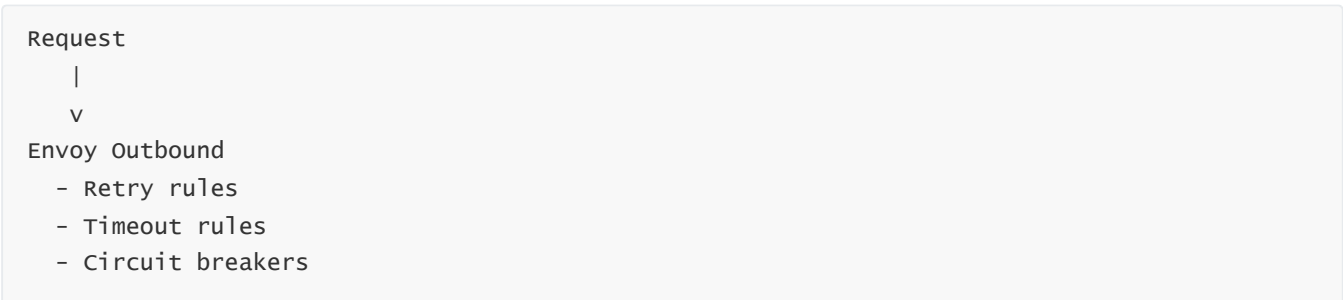 Request
   |
   v
Envoy Outbound
  - Retry rules
  - Timeout rules
  - Circuit breakers